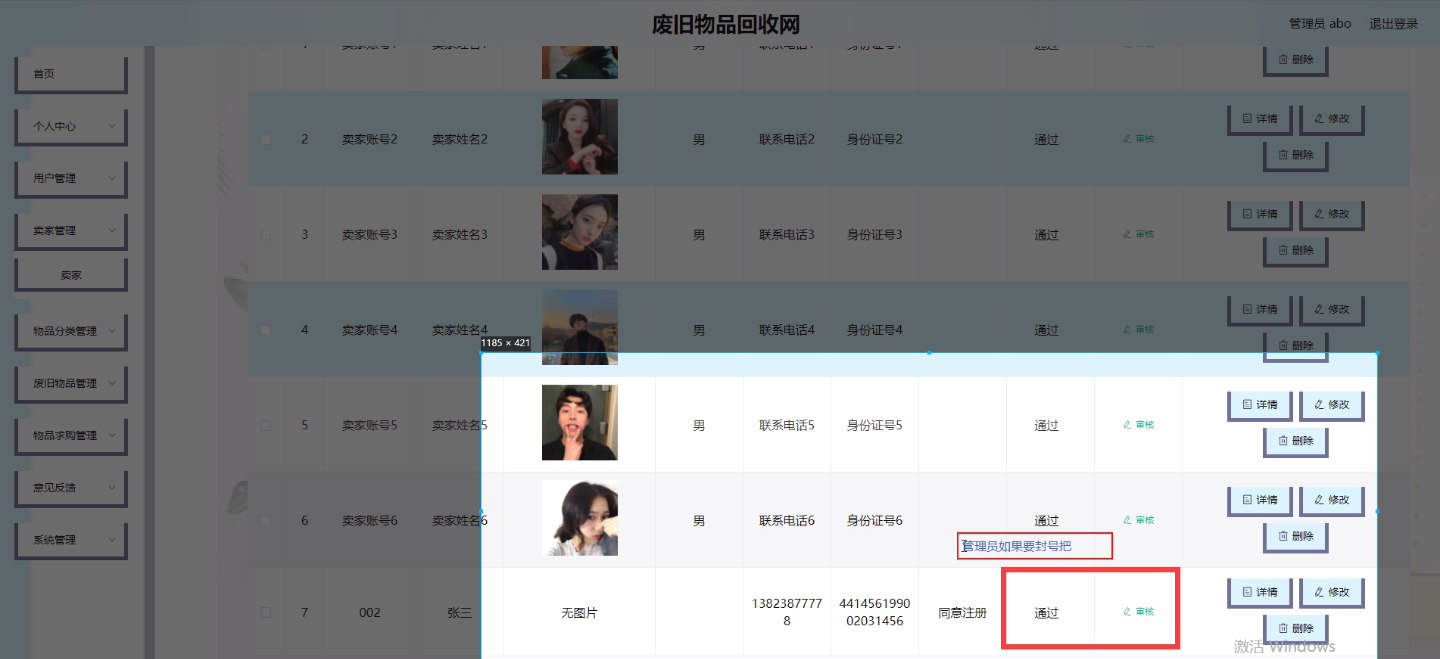 废旧物品回收网
管理员 abo 退出登录
首页
个人中心
用户管理
卖家管理
卖家
物品分类管理
废旧物品管理
物品求购管理
意见反馈
系统管理
1 卖家账号1 卖家姓名1 男 联系电话1 身份证号1 通过 审核
删除
2 卖家账号2 卖家姓名2 男 联系电话2 身份证号2 通过 审核 详情 修改
删除
3 卖家账号3 卖家姓名3 男 联系电话3 身份证号3 通过 审核 详情 修改
删除
4 卖家账号4 卖家姓名4 男 联系电话4 身份证号4 通过 审核 详情 修改
删除
1185 × 421
5 卖家账号5 卖家姓名5 男 联系电话5 身份证号5 通过 审核 详情 修改
删除
6 卖家账号6 卖家姓名6 男 联系电话6 身份证号6 通过 审核 详情 修改
删除
管理员如果要封号把
7 002 张三 无图片 1382387777
8 4414561990
02031456 同意注册 通过 审核 详情 修改
删除
激活 Windows